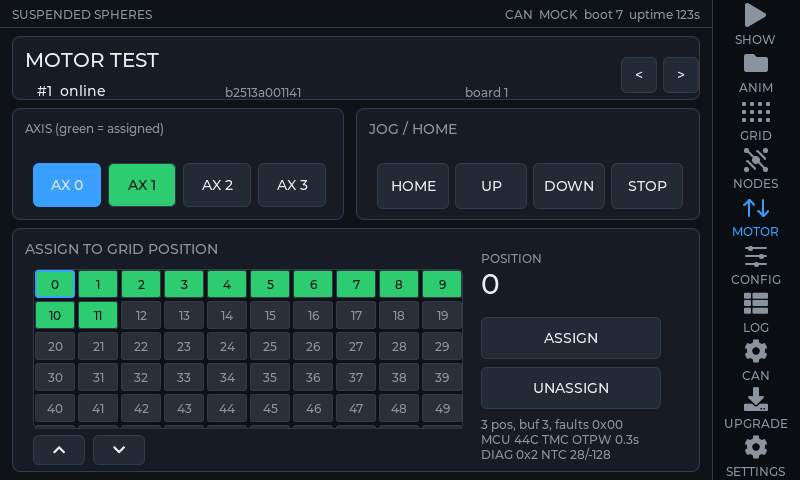 SUSPENDED SPHERES
CAN MOCK boot 7 uptime 123s
MOTOR TEST
#1 online
b2513a001141
board 1
< >
AXIS (green = assigned)
AX 0 AX 1 AX 2 AX 3
JOG / HOME
HOME UP DOWN STOP
ASSIGN TO GRID POSITION
0 1 2 3 4 5 6 7 8 9
10 11 12 13 14 15 16 17 18 19
20 21 22 23 24 25 26 27 28 29
30 31 32 33 34 35 36 37 38 39
40 41 42 43 44 45 46 47 48 49
POSITION
0
ASSIGN
UNASSIGN
3 pos, buf 3, faults 0x00
MCU 44C TMC OTPW 0.3s
DIAG 0x2 NTC 28/-128
SHOW
ANIM
GRID
NODES
MOTOR
CONFIG
LOG
CAN
UPGRADE
SETTINGS